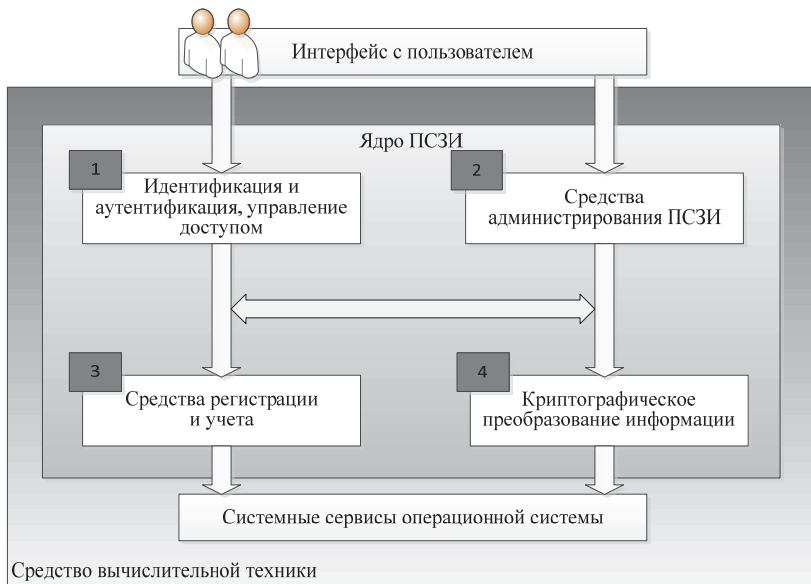 Интерфейс с пользователем
Ядро ПСЗИ
1
Идентификация и
аутентификация, управление
доступом
2
Средства
администрирования ПСЗИ
3
Средства регистрации
и учета
4
Криптографическое
преобразование информации
Системные сервисы операционной системы
Средство вычислительной техники